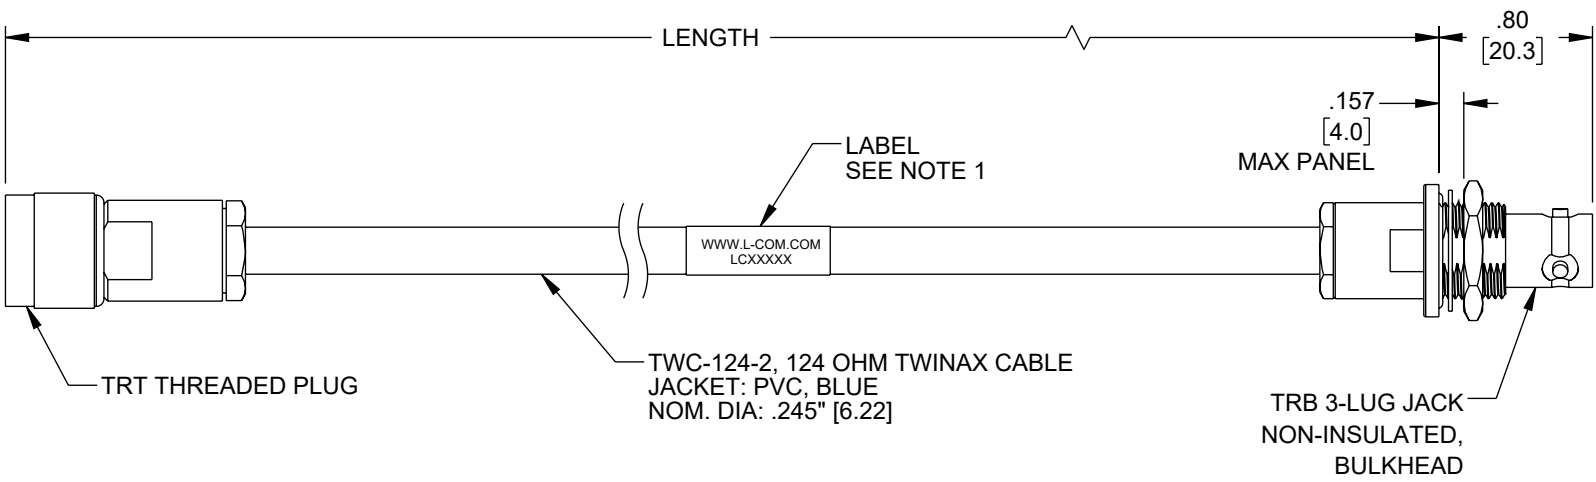 LENGTH
.80
[20.3]
.157
[4.0]
MAX PANEL
LABEL
SEE NOTE 1
WWW.L-COM.COM
LCXXXXX
TRT THREADED PLUG
TWC-124-2, 124 OHM TWINAX CABLE
JACKET: PVC, BLUE
NOM. DIA: .245" [6.22]
TRB 3-LUG JACK
NON-INSULATED,
BULKHEAD